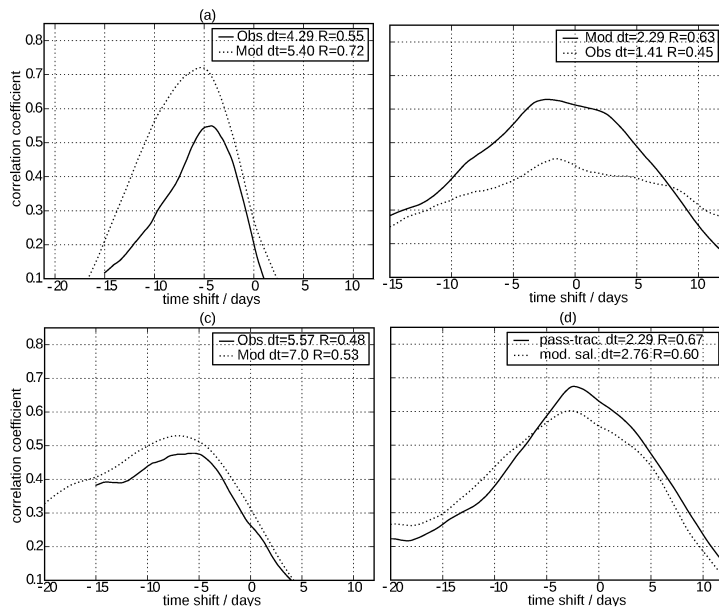 (a)
correlation coefficient
0.8
0.7
0.6
0.5
0.4
0.3
0.2
0.1
Obs dt=4.29 R=0.55
Mod dt=5.40 R=0.72
-20 -15 -10 -5 0 5 10
time shift / days
Mod dt=2.29 R=0.63
Obs dt=1.41 R=0.45
-15 -10 -5 0 5 10
time shift / days
(c)
correlation coefficient
0.8
0.7
0.6
0.5
0.4
0.3
0.2
0.1
Obs dt=5.57 R=0.48
Mod dt=7.0 R=0.53
-20 -15 -10 -5 0 5 10
time shift / days
(d)
pass-trac. dt=2.29 R=0.67
mod. sal. dt=2.76 R=0.60
-20 -15 -10 -5 0 5 10
time shift / days